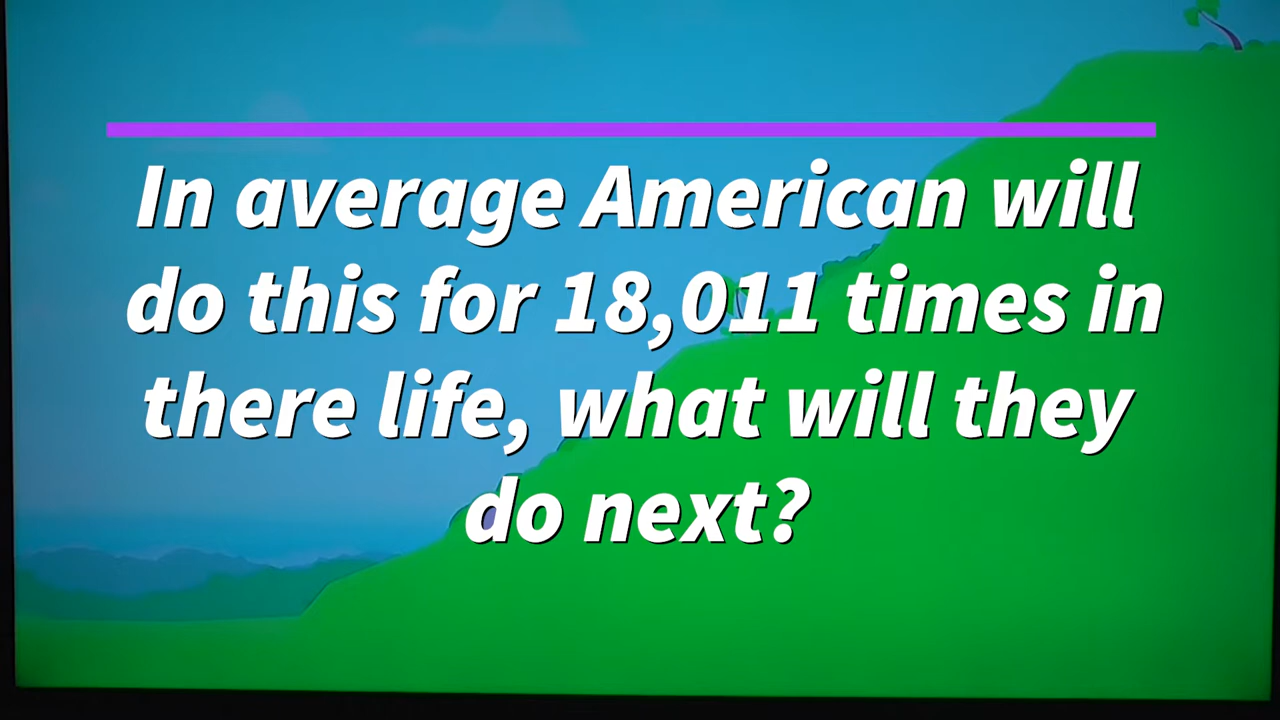 In average American will
do this for 18,011 times in
there life, what will they
do next?